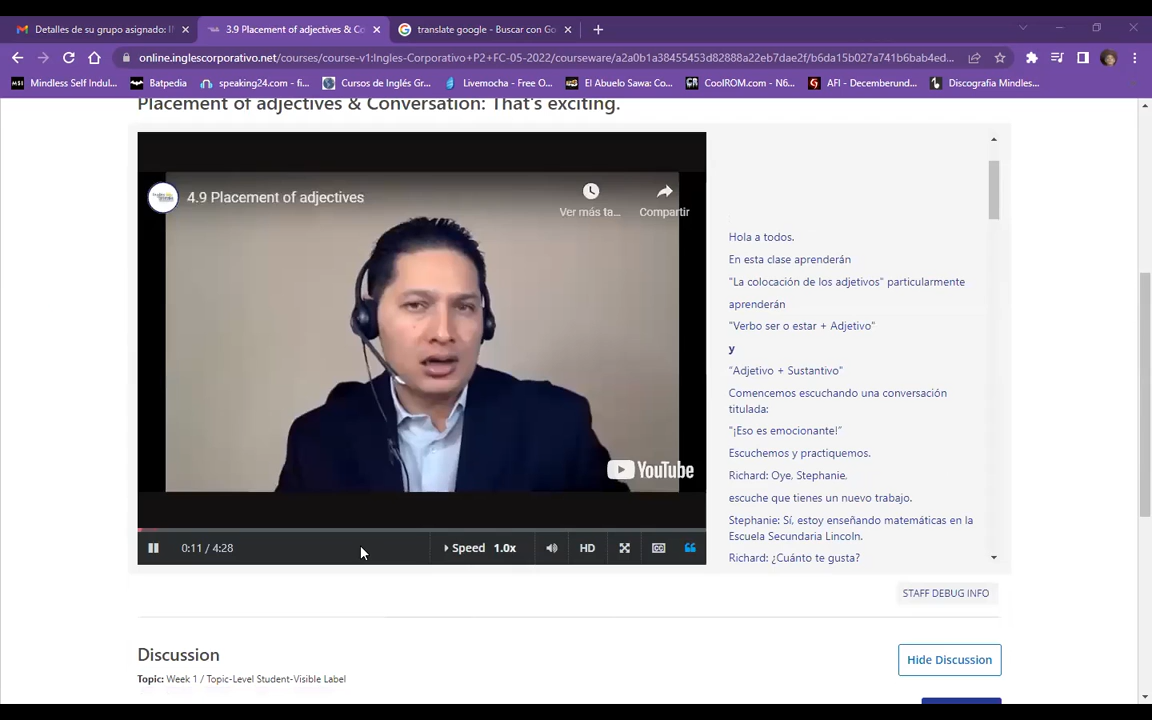 Detalles de su grupo asignado: I
3.9 Placement of adjectives & Co
translate google - Buscar con Go
online.inglescorporativo.net/courses/course-v1:Ingles-Corporativo+P2+FC-05-2022/courseware/a2a0b1a38455453d82888a22eb7dae2f/b6da15b027a741b6bab4ed...
Mindless Self Indul...
Batpedia
speaking24.com - fi...
Cursos de Inglés Gr...
Livemocha - Free O...
El Abuelo Sawa: Co...
CoolROM.com - N6...
AFI - Decemberund...
Discografia Mindles...
Placement of adjectives & Conversation: That's exciting.
4.9 Placement of adjectives
Ver más ta...
Compartir
YouTube
0:11 / 4:28
Speed 1.0x
HD
CC
Hola a todos.
En esta clase aprenderán
"La colocación de los adjetivos" particularmente
aprenderán
"Verbo ser o estar + Adjetivo"
y
"Adjetivo + Sustantivo"
Comencemos escuchando una conversación
titulada:
"¡Eso es emocionante!"
Escuchemos y practiquemos.
Richard: Oye, Stephanie,
escuche que tienes un nuevo trabajo.
Stephanie: Sí, estoy enseñando matemáticas en la
Escuela Secundaria Lincoln.
Richard: ¿Cuánto te gusta?
STAFF DEBUG INFO
Discussion
Hide Discussion
Topic: Week 1 / Topic-Level Student-Visible Label